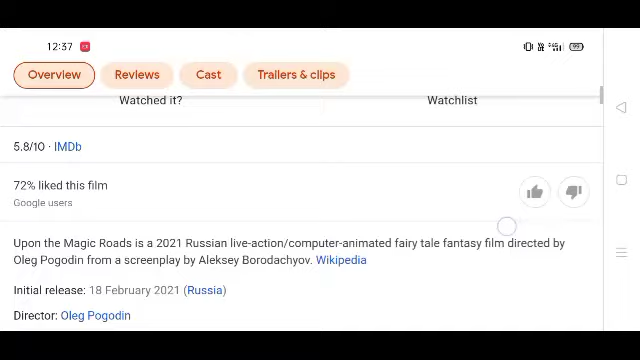 12:37
Overview
Reviews
Cast
Trailers & clips
Watched it?
Watchlist
5.8/10 · IMDb
72% liked this film
Google users
Upon the Magic Roads is a 2021 Russian live-action/computer-animated fairy tale fantasy film directed by
Oleg Pogodin from a screenplay by Aleksey Borodachyov. Wikipedia
Initial release: 18 February 2021 (Russia)
Director: Oleg Pogodin